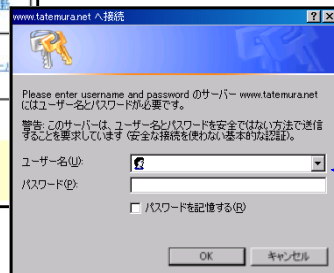 www.tatemura.net へ接続
Please enter username and password のサーバー www.tatemura.net
にはユーザー名とパスワードが必要です。
警告: このサーバーは、ユーザー名とパスワードを安全ではない方法で送信
することを要求しています (安全な接続を使わない基本的な認証)。
ユーザー名(U):
パスワード(P):
パスワードを記憶する(R)
OK キャンセル